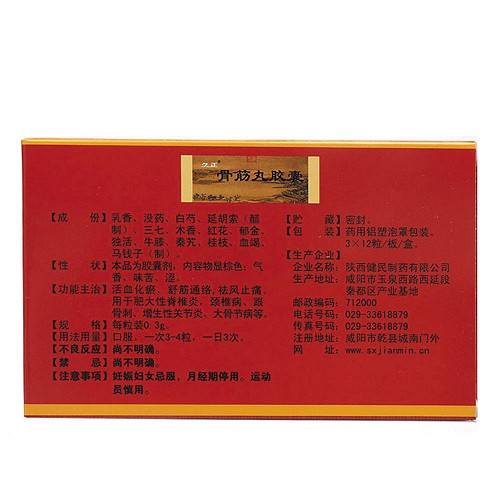 久正
骨筋丸胶囊
【成　份】乳香、没药、白芍、延胡索（醋
制）、三七、木香、红花、郁金、
独活、牛膝、秦艽、桂枝、血竭、
马钱子（制）。
【性　状】本品为胶囊剂，内容物显棕色；气
香、味苦、涩。
【功能主治】活血化瘀、舒筋通络，祛风止痛。
用于肥大性脊椎炎、颈椎病、跟
骨刺、增生性关节炎、大骨节病等。
【规　格】每粒装0.3g。
【用法用量】口服，一次3-4粒，一日3次。
【不良反应】尚不明确。
【禁　忌】尚不明确。
【注意事项】妊娠妇女忌服，月经期停用。运动
员慎用。
【贮　藏】密封。
【包　装】药用铝塑泡罩包装。
3×12粒/板/盒。
【生产企业】
企业名称：陕西健民制药有限公司
生产地址：咸阳市玉泉西路西延段
秦都区产业基地
邮政编码：712000
电话号码：029-33618879
传真号码：029-33618879
注册地址：咸阳市乾县城南门外
网　址：www.sxjianmin.cn